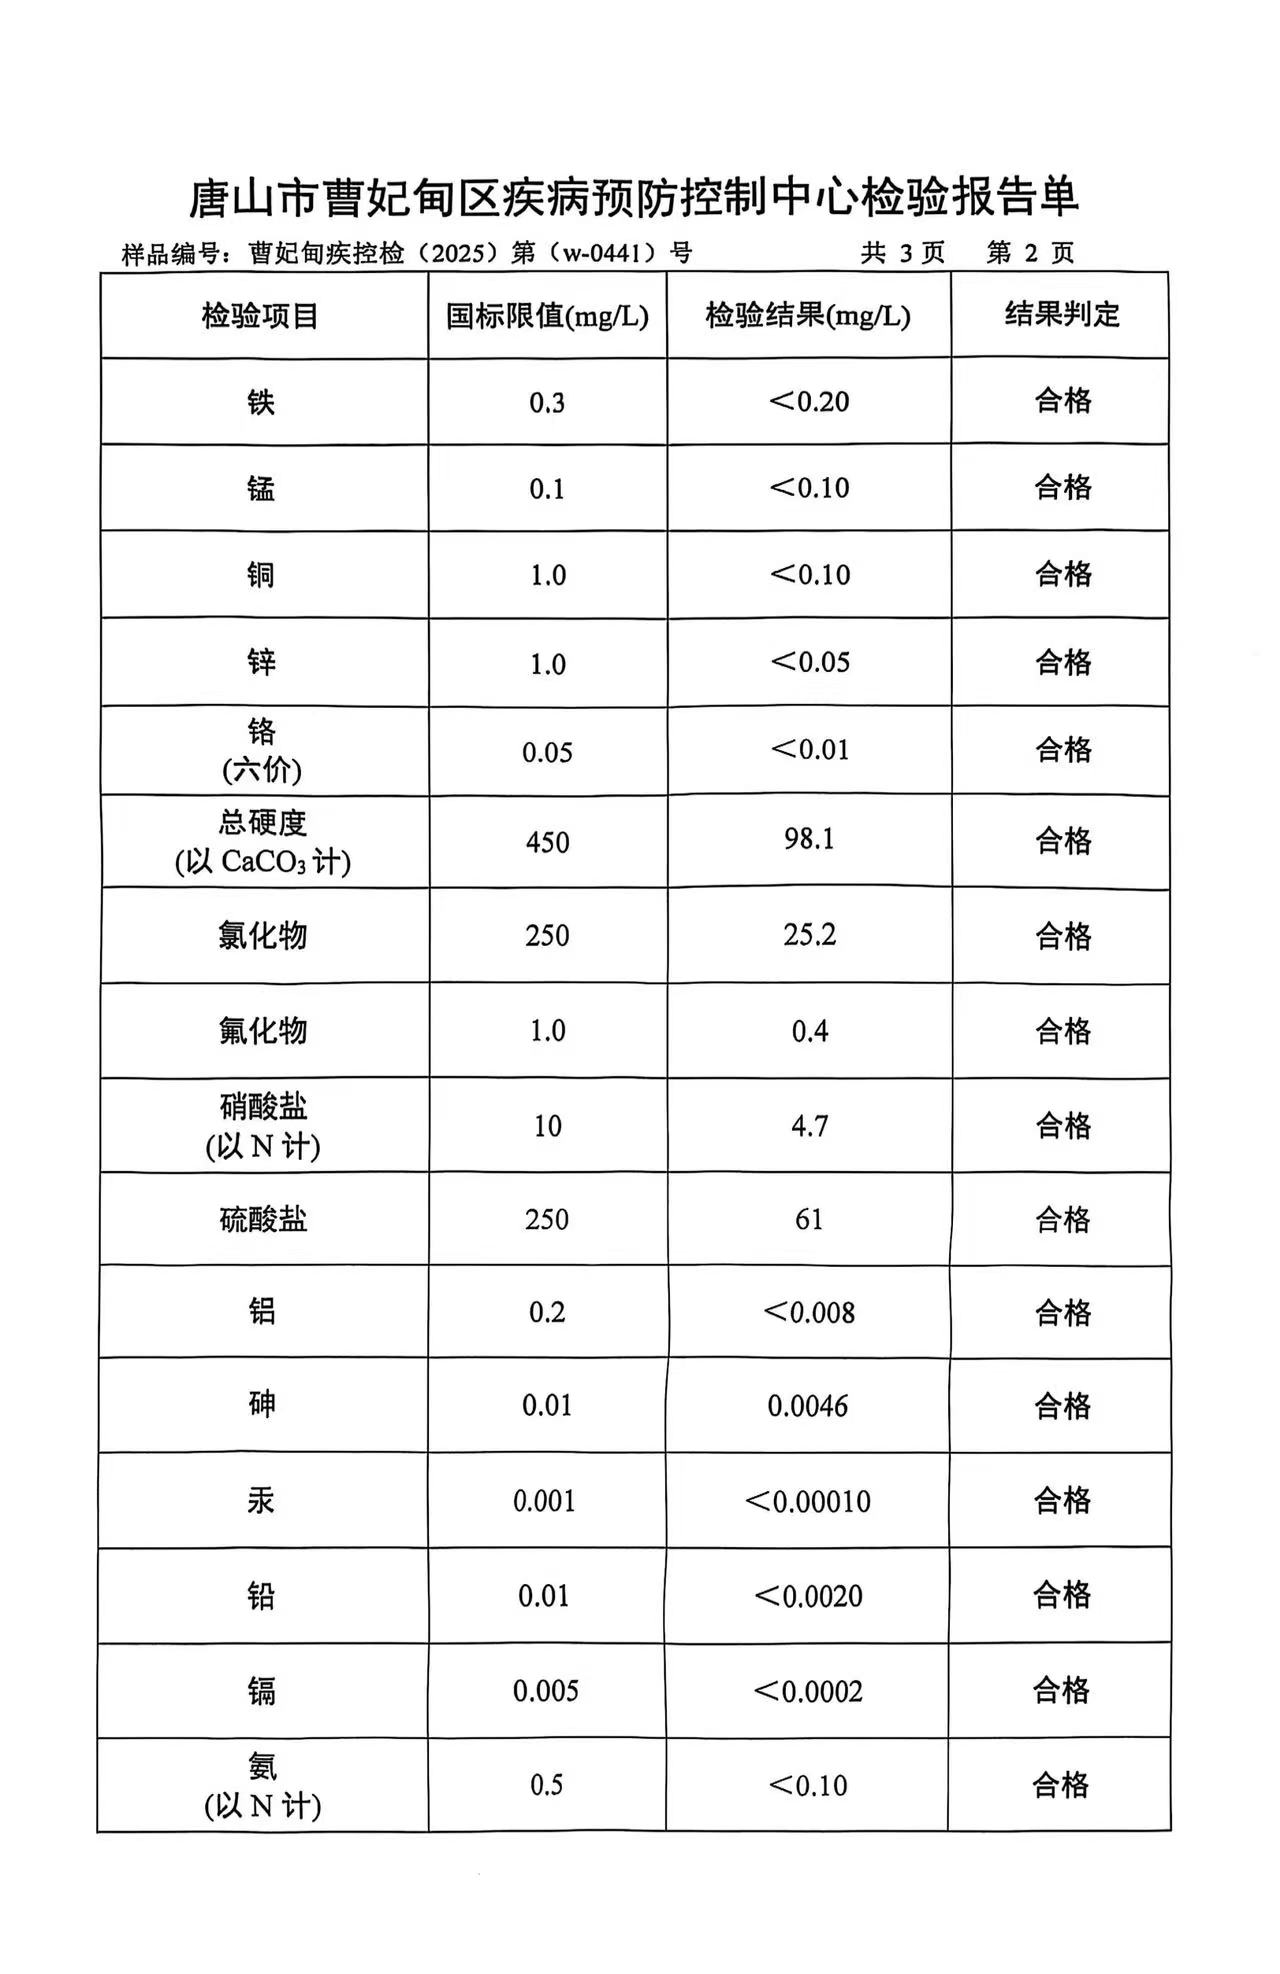 唐山市曹妃甸区疾病预防控制中心检验报告单
样品编号：曹妃甸疾控检（2025）第（w-0441）号 共 3 页 第 2 页
检验项目 国标限值(mg/L) 检验结果(mg/L) 结果判定
铁 0.3 ＜0.20 合格
锰 0.1 ＜0.10 合格
铜 1.0 ＜0.10 合格
锌 1.0 ＜0.05 合格
铬
(六价) 0.05 ＜0.01 合格
总硬度
(以 CaCO₃ 计) 450 98.1 合格
氯化物 250 25.2 合格
氟化物 1.0 0.4 合格
硝酸盐
(以 N 计) 10 4.7 合格
硫酸盐 250 61 合格
铝 0.2 ＜0.008 合格
砷 0.01 0.0046 合格
汞 0.001 ＜0.00010 合格
铅 0.01 ＜0.0020 合格
镉 0.005 ＜0.0002 合格
氨
(以 N 计) 0.5 ＜0.10 合格